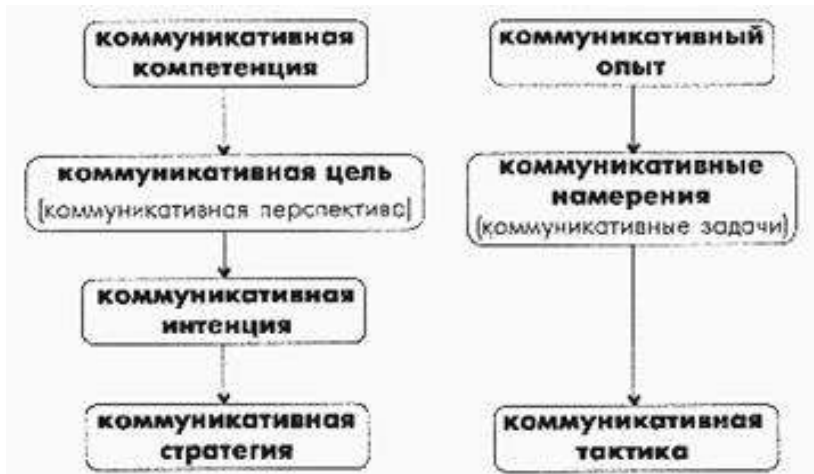 коммуникативная
компетенция
коммуникативная цель
(коммуникативная перспектива)
коммуникативная
интенция
коммуникативная
стратегия
коммуникативный
опыт
коммуникативные
намерения
(коммуникативные задачи)
коммуникативная
тактика